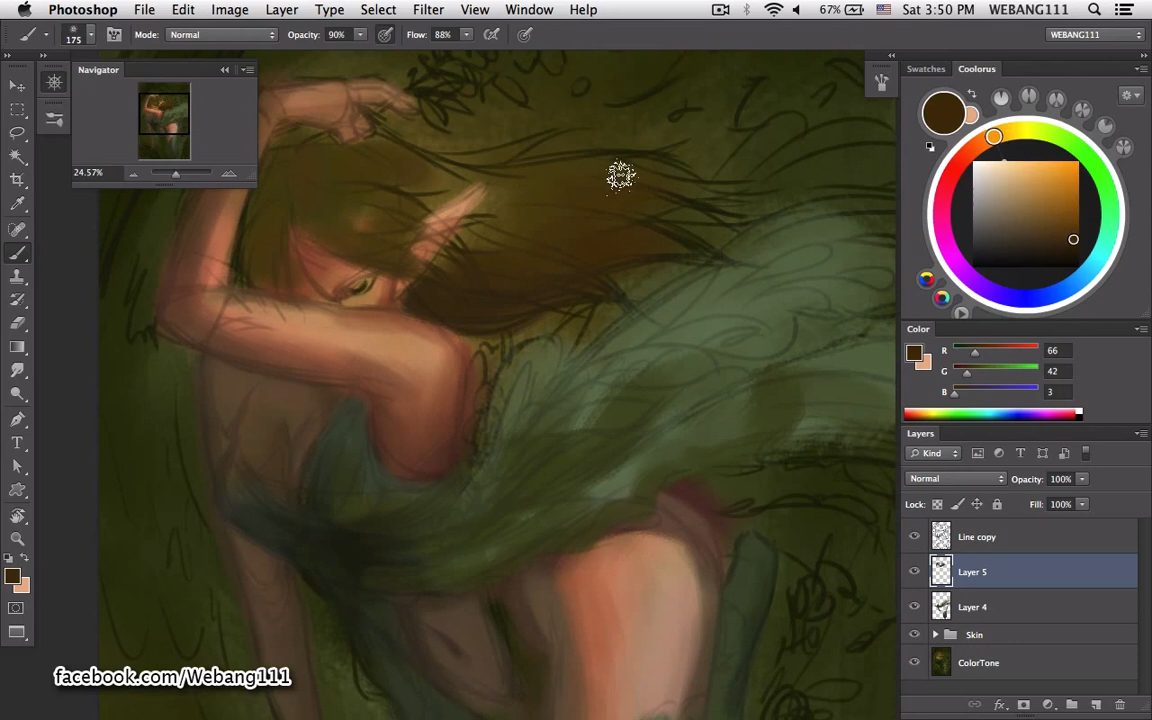 Photoshop File Edit Image Layer Type Select Filter View Window Help 67% Sat 3:50 PM WEBANG111
175 Mode: Normal Opacity: 90% Flow: 88% WEBANG111
Navigator
24.57%
Swatches Coolorus
Color
R 66
G 42
B 3
Layers
Kind
Normal Opacity: 100%
Lock: Fill: 100%
Line copy
Layer 5
Layer 4
Skin
ColorTone
facebook.com/Webang111